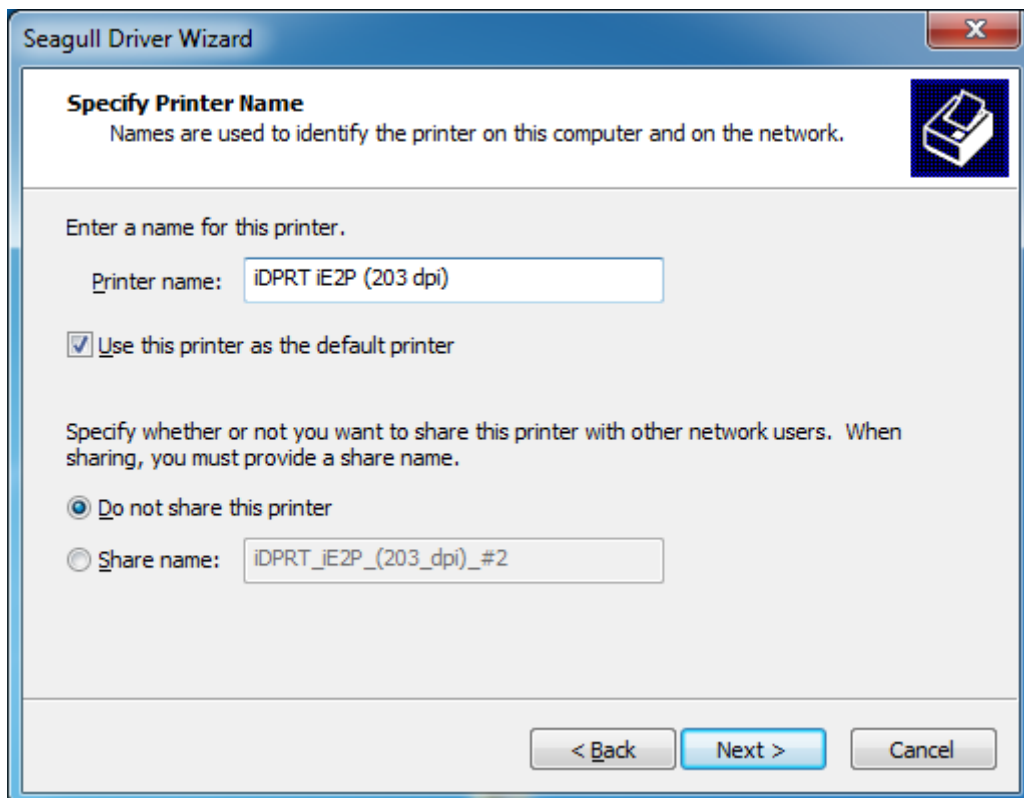 Seagull Driver Wizard
Specify Printer Name
Names are used to identify the printer on this computer and on the network.
Enter a name for this printer.
Printer name: iDPRT iE2P (203 dpi)
Use this printer as the default printer
Specify whether or not you want to share this printer with other network users.  When
sharing, you must provide a share name.
Do not share this printer
Share name: iDPRT_iE2P_(203_dpi)_#2
< Back Next > Cancel